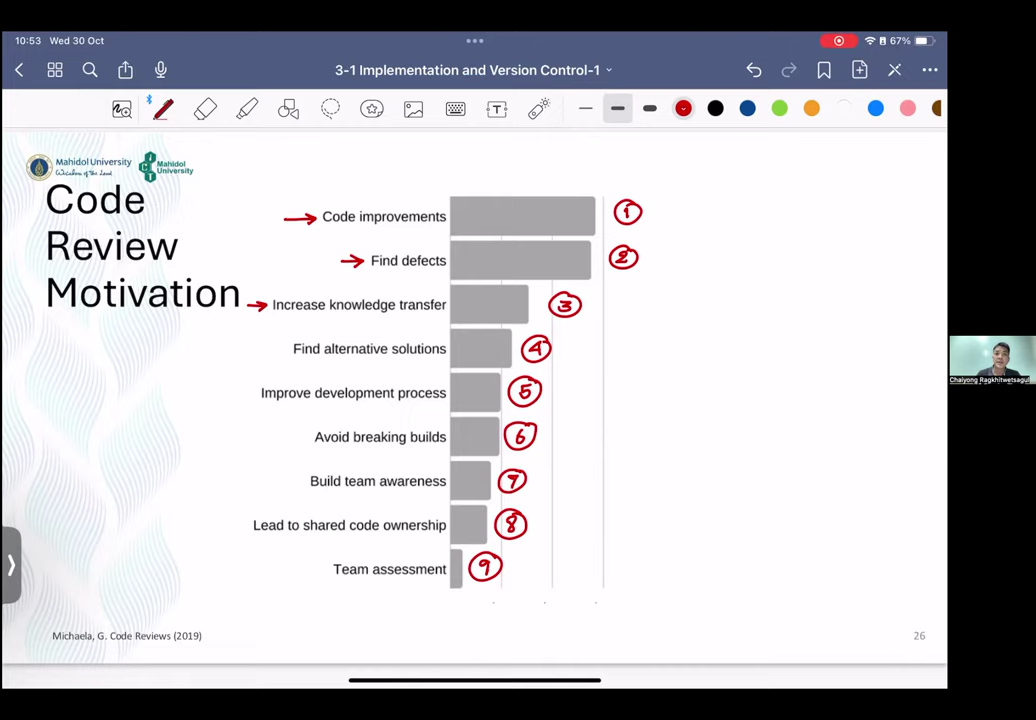 10:53 Wed 30 Oct
67%
3-1 Implementation and Version Control-1
Mahidol University
Wisdom of the Land
Mahidol
University
Code
Review
Motivation
Code improvements 1
Find defects 2
Increase knowledge transfer 3
Find alternative solutions 4
Improve development process 5
Avoid breaking builds 6
Build team awareness 7
Lead to shared code ownership 8
Team assessment 9
Michaela, G. Code Reviews (2019)
26
Chaiyong Ragkhitwetsagul